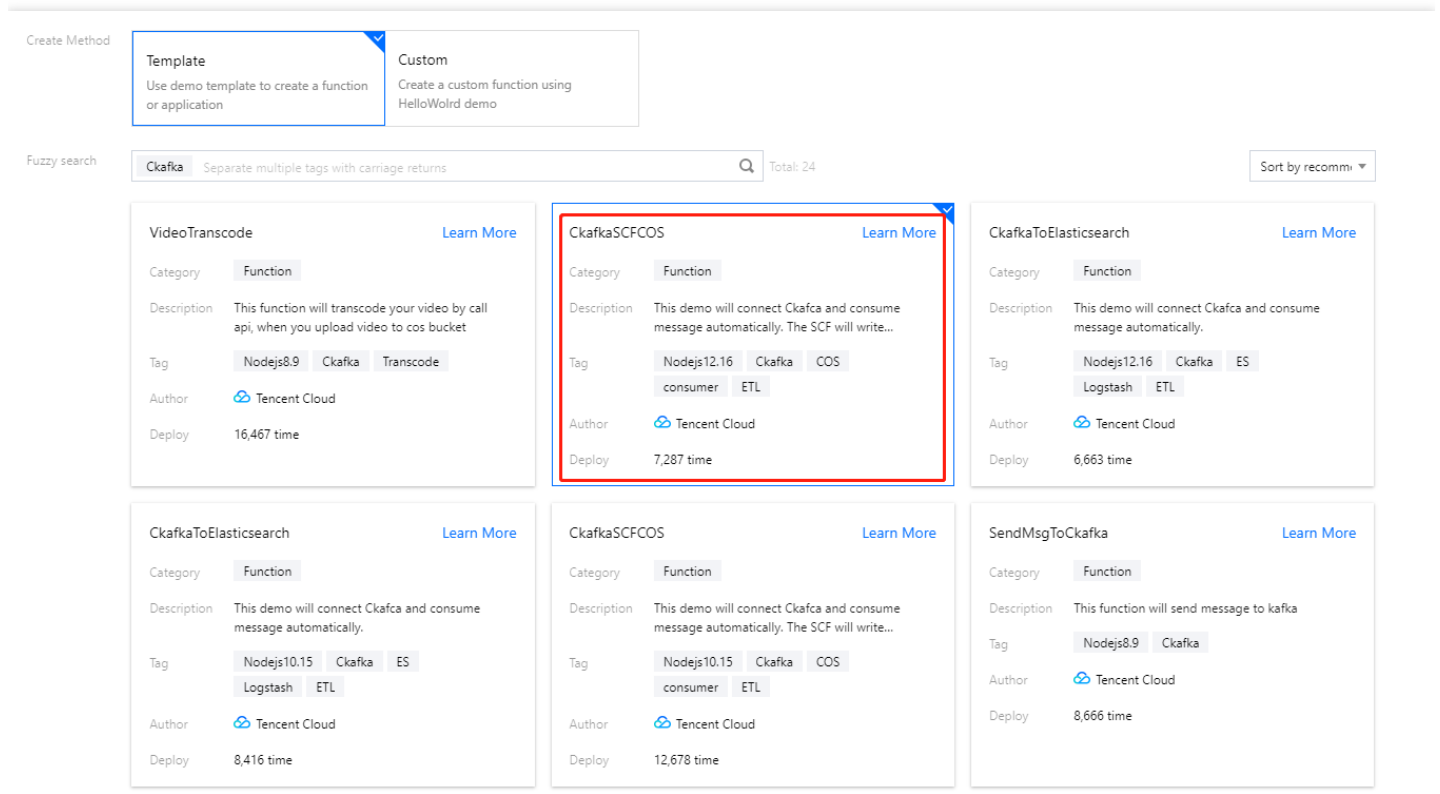 Create Method
Template
Use demo template to create a function
or application
Custom
Create a custom function using
HelloWolrd demo
Fuzzy search
Ckafka Separate multiple tags with carriage returns
Total: 24
Sort by recomm
VideoTranscode Learn More
Category Function
Description This function will transcode your video by call
api, when you upload video to cos bucket
Tag Nodejs8.9 Ckafka Transcode
Author Tencent Cloud
Deploy 16,467 time
CkafkaSCFCOS Learn More
Category Function
Description This demo will connect Ckafca and consume
message automatically. The SCF will write...
Tag Nodejs12.16 Ckafka COS
consumer ETL
Author Tencent Cloud
Deploy 7,287 time
CkafkaToElasticsearch Learn More
Category Function
Description This demo will connect Ckafca and consume
message automatically.
Tag Nodejs12.16 Ckafka ES
Logstash ETL
Author Tencent Cloud
Deploy 6,663 time
CkafkaToElasticsearch Learn More
Category Function
Description This demo will connect Ckafca and consume
message automatically.
Tag Nodejs10.15 Ckafka ES
Logstash ETL
Author Tencent Cloud
Deploy 8,416 time
CkafkaSCFCOS Learn More
Category Function
Description This demo will connect Ckafca and consume
message automatically. The SCF will write...
Tag Nodejs10.15 Ckafka COS
consumer ETL
Author Tencent Cloud
Deploy 12,678 time
SendMsgToCkafka Learn More
Category Function
Description This function will send message to kafka
Tag Nodejs8.9 Ckafka
Author Tencent Cloud
Deploy 8,666 time